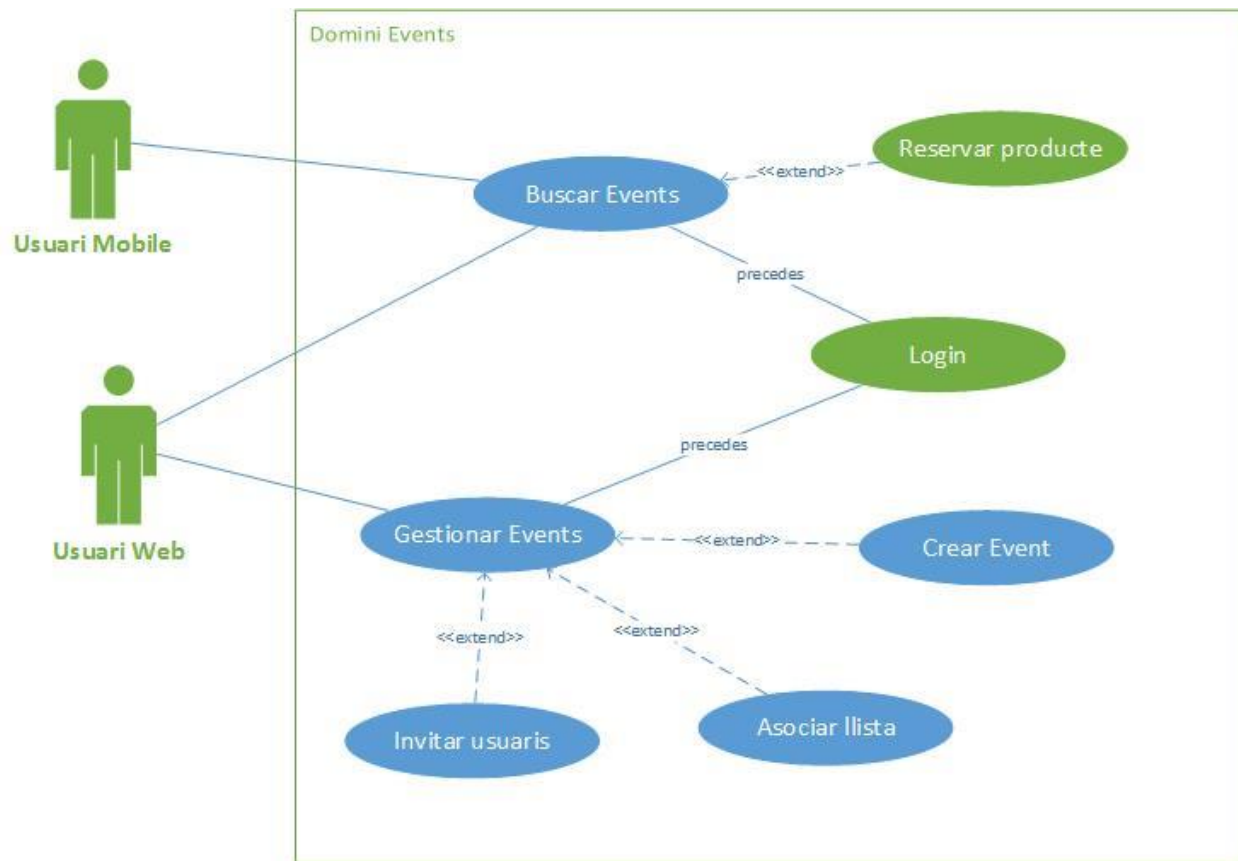 Domini Events
Reservar producte
<<extend>>
Buscar Events
Usuari Mobile
precedes
Login
precedes
Gestionar Events
<<extend>>
Crear Event
Usuari Web
<<extend>>
<<extend>>
Asociar llista
Invitar usuaris